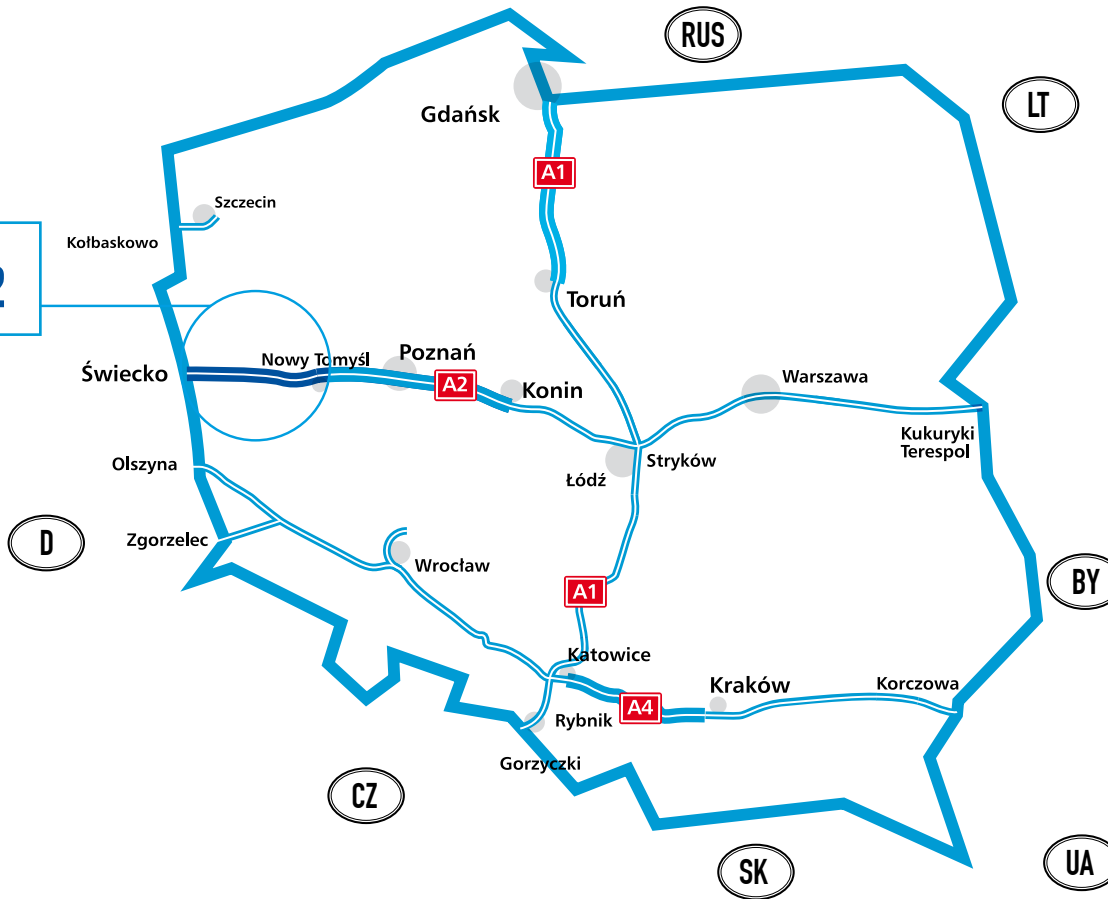 RUS
LT
Gdańsk
A1
Szczecin
Kołbaskowo
2
Toruń
Świecko
Nowy Tomyśl
Poznań
A2
Konin
Warszawa
Kukuryki
Terespol
Olszyna
Łódź
Stryków
D
Zgorzelec
Wrocław
A1
BY
Katowice
Kraków
Korczowa
Rybnik
A4
Gorzyczki
CZ
SK
UA